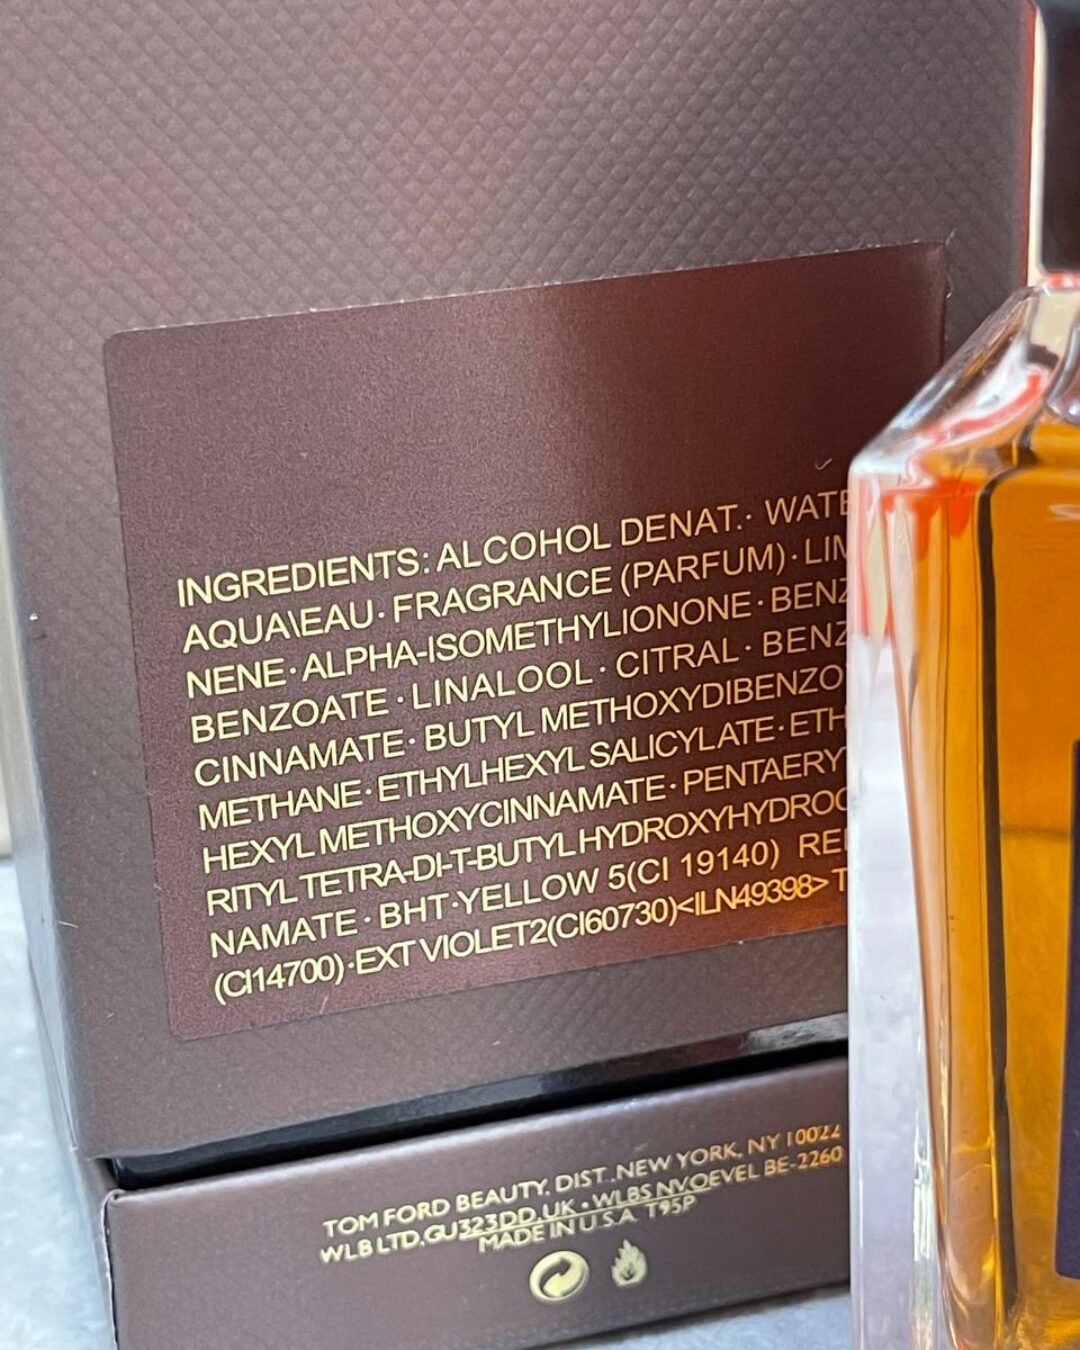 INGREDIENTS: ALCOHOL DENAT.· WATE
AQUA\EAU · FRAGRANCE (PARFUM) · LIM
NENE · ALPHA-ISOMETHYLIONONE · BENZ
BENZOATE · LINALOOL · CITRAL · BENZ
CINNAMATE · BUTYL METHOXYDIBENZO
METHANE · ETHYLHEXYL SALICYLATE · ETH
HEXYL METHOXYCINNAMATE · PENTAERY
RITYL TETRA-DI-T-BUTYL HYDROXYHYDROC
NAMATE · BHT · YELLOW 5(CI 19140) RE
(CI14700) · EXT VIOLET2(CI60730)<ILN49398> T
TOM FORD BEAUTY, DIST., NEW YORK, NY 10022
WLB LTD.GU323DD,UK · WLBS NVOEVEL BE-2260
MADE IN U.S.A. T95P